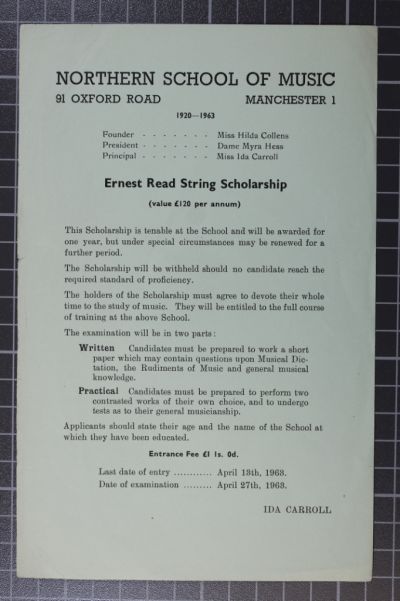 NORTHERN SCHOOL OF MUSIC
91 OXFORD ROAD MANCHESTER 1
1920—1963
Founder - - - - - - - Miss Hilda Collens
President - - - - - - - Dame Myra Hess
Principal - - - - - - - Miss Ida Carroll
Ernest Read String Scholarship
(value £120 per annum)
This Scholarship is tenable at the School and will be awarded for
one year, but under special circumstances may be renewed for a
further period.
The Scholarship will be withheld should no candidate reach the
required standard of proficiency.
The holders of the Scholarship must agree to devote their whole
time to the study of music. They will be entitled to the full course
of training at the above School.
The examination will be in two parts :
Written Candidates must be prepared to work a short
paper which may contain questions upon Musical Dic-
tation, the Rudiments of Music and general musical
knowledge.
Practical Candidates must be prepared to perform two
contrasted works of their own choice, and to undergo
tests as to their general musicianship.
Applicants should state their age and the name of the School at
which they have been educated.
Entrance Fee £1 1s. 0d.
Last date of entry ............ April 13th, 1963.
Date of examination ......... April 27th, 1963.
IDA CARROLL